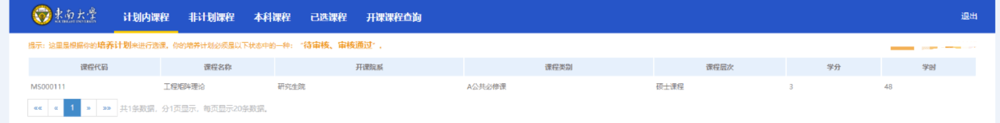 東南大學 计划内课程 非计划课程 本科课程 已选课程 开课课程查询 退出
SOUTHEAST UNIVERSITY
提示：这里是根据你的培养计划来进行选课，你的培养计划必须是以下状态中的一种：“待审核、审核通过”，
课程代码 课程名称 开课院系 课程类别 课程层次 学分 学时
MS000111 工程矩阵理论 研究生院 A公共必修课 硕士课程 3 48
«« « 1 » »» 共1条数据，分1页显示，每页显示20条数据。